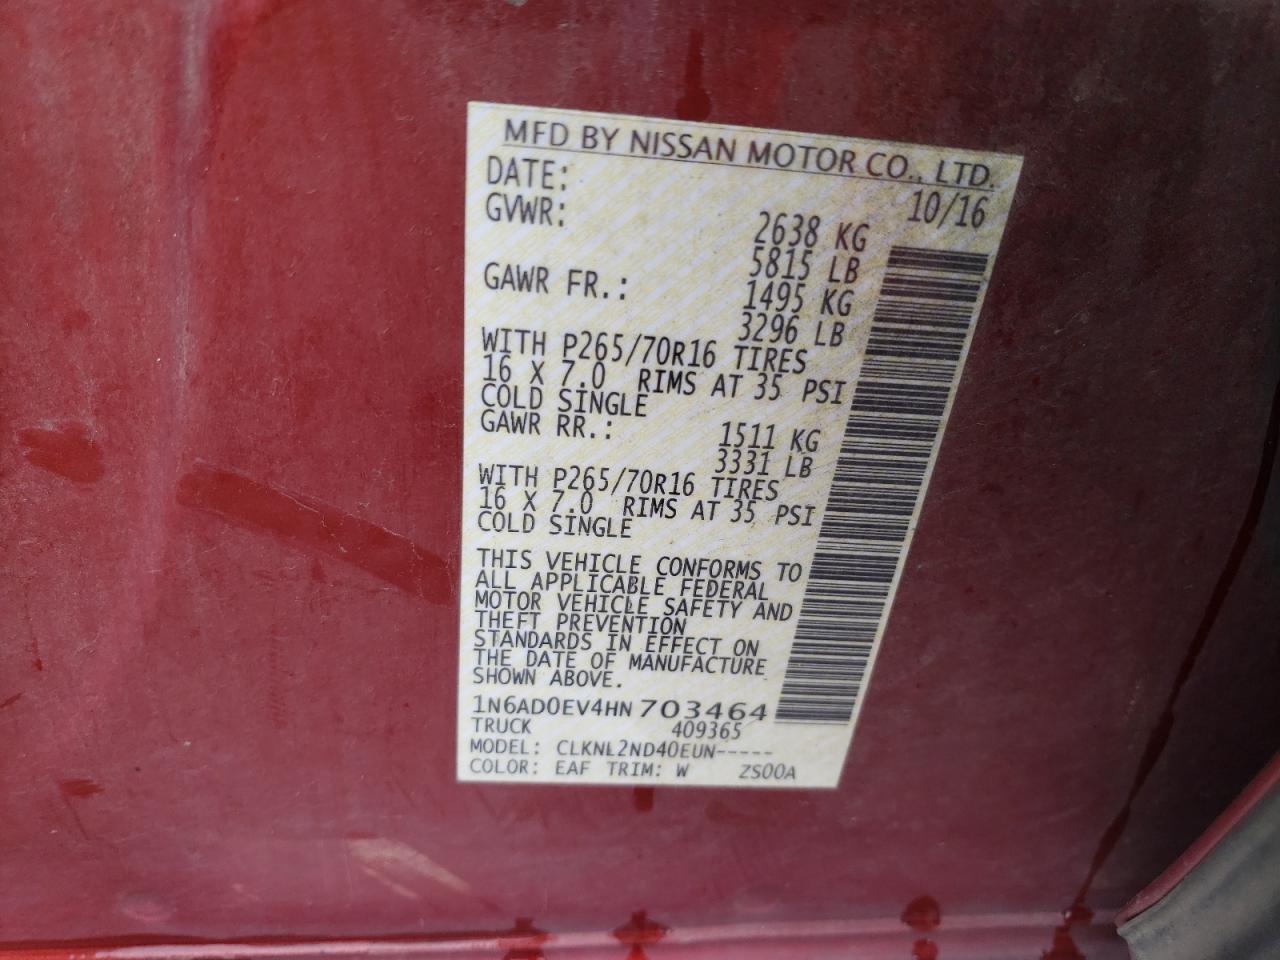 MFD BY NISSAN MOTOR CO., LTD.
DATE: 10/16
GVWR: 2638 KG
5815 LB
GAWR FR.: 1495 KG
3296 LB
WITH P265/70R16 TIRES
16 X 7.0 RIMS AT 35 PSI
COLD SINGLE
GAWR RR.: 1511 KG
3331 LB
WITH P265/70R16 TIRES
16 X 7.0 RIMS AT 35 PSI
COLD SINGLE
THIS VEHICLE CONFORMS TO
ALL APPLICABLE FEDERAL
MOTOR VEHICLE SAFETY AND
THEFT PREVENTION
STANDARDS IN EFFECT ON
THE DATE OF MANUFACTURE
SHOWN ABOVE.
1N6AD0EV4HN703464
TRUCK 409365
MODEL: CLKNL2ND40EUN-----
COLOR: EAF TRIM: W ZS00A